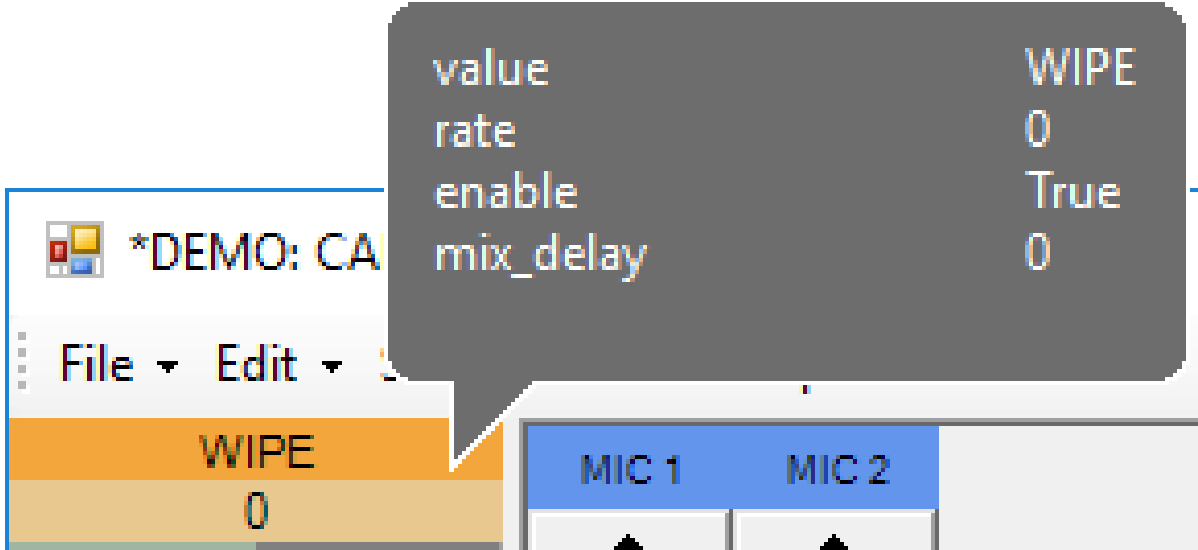 value WIPE
rate 0
enable True
mix_delay 0
*DEMO: CA
File Edit
WIPE
0
MIC 1 MIC 2